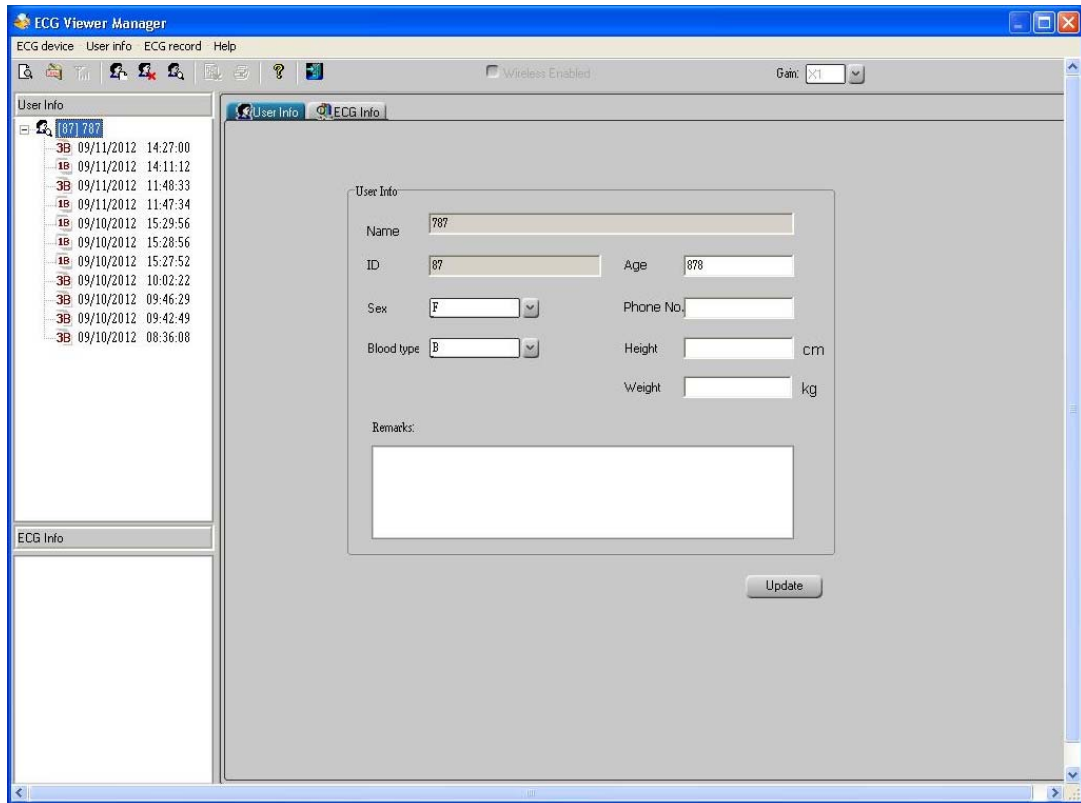 ECG Viewer Manager
ECG device User info ECG record Help
Wireless Enabled
Gain: X1
User Info
[87] 787
3B 09/11/2012 14:27:00
1B 09/11/2012 14:11:12
3B 09/11/2012 11:48:33
1B 09/11/2012 11:47:34
1B 09/10/2012 15:29:56
1B 09/10/2012 15:28:56
1B 09/10/2012 15:27:52
3B 09/10/2012 10:02:22
3B 09/10/2012 09:46:29
3B 09/10/2012 09:42:49
3B 09/10/2012 08:36:08
ECG Info
User Info ECG Info
User Info
Name 787
ID 87 Age 878
Sex F Phone No.
Blood type B Height cm
Weight kg
Remarks:
Update